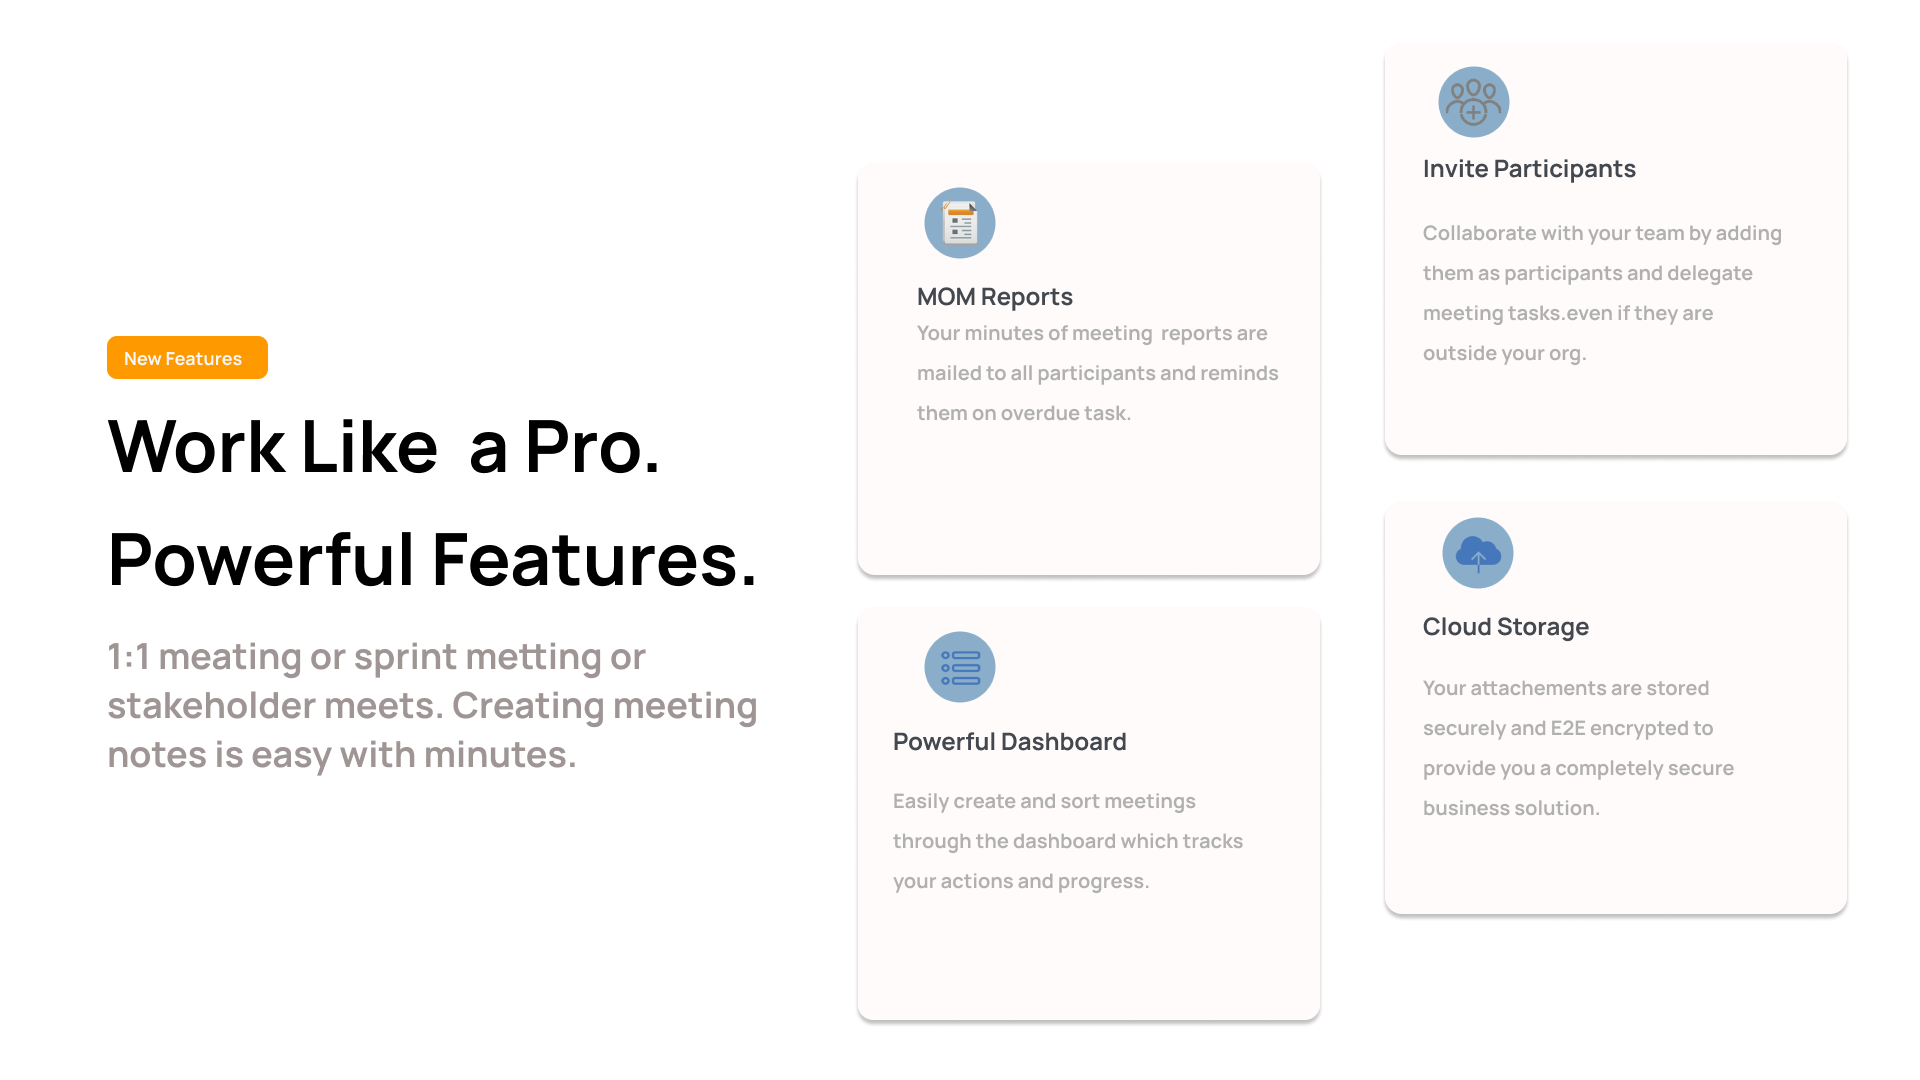 New Features
Work Like  a Pro.
Powerful Features.
1:1 meating or sprint metting or
stakeholder meets. Creating meeting
notes is easy with minutes.
MOM Reports
Your minutes of meeting  reports are
mailed to all participants and reminds
them on overdue task.
Powerful Dashboard
Easily create and sort meetings
through the dashboard which tracks
your actions and progress.
Invite Participants
Collaborate with your team by adding
them as participants and delegate
meeting tasks.even if they are
outside your org.
Cloud Storage
Your attachements are stored
securely and E2E encrypted to
provide you a completely secure
business solution.